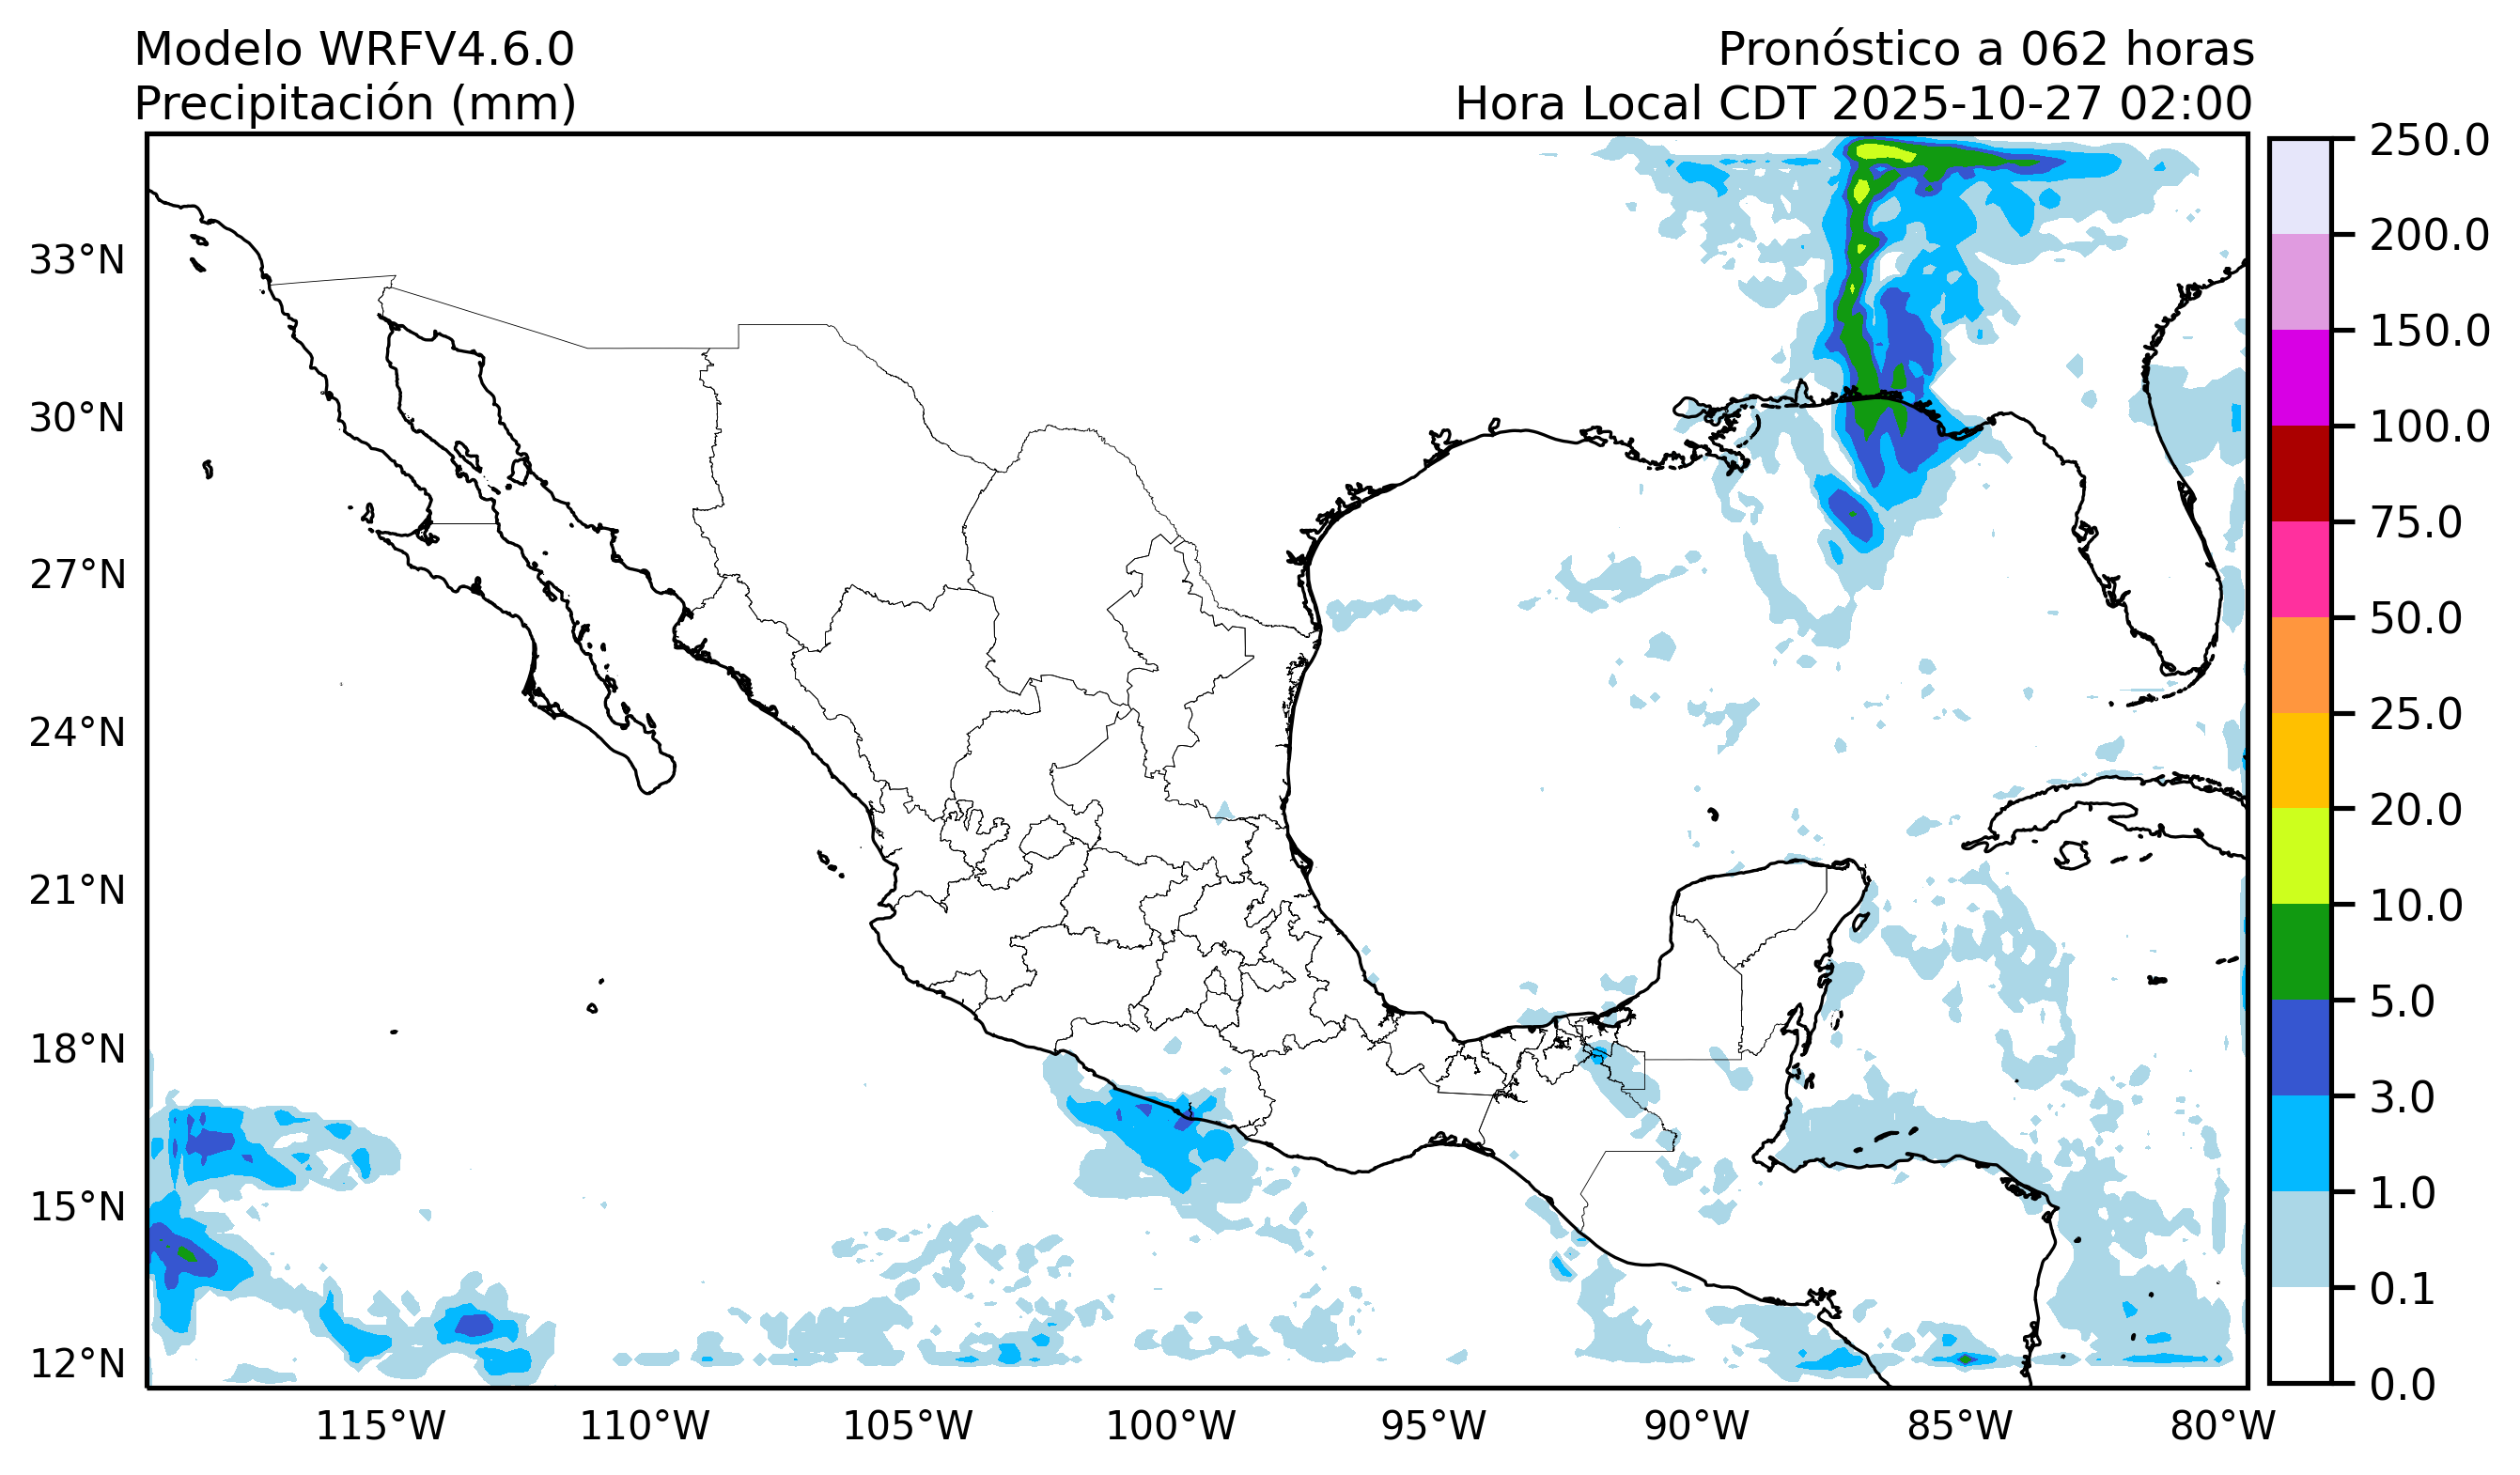 Modelo WRFV4.6.0
Precipitación (mm)
Pronóstico a 062 horas
Hora Local CDT 2025-10-27 02:00
33°N
30°N
27°N
24°N
21°N
18°N
15°N
12°N
115°W
110°W
105°W
100°W
95°W
90°W
85°W
80°W
250.0
200.0
150.0
100.0
75.0
50.0
25.0
20.0
10.0
5.0
3.0
1.0
0.1
0.0